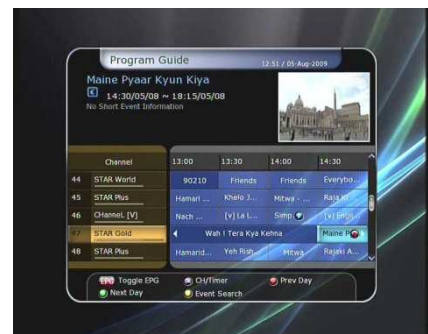 Program Guide 12:51 / 05-Aug-2009
Maine Pyaar Kyun Kiya
14:30/05/08 ~ 18:15/05/08
No Short Event Information
Channel 13:00 13:30 14:00 14:30
44 STAR World 90210 Friends Friends Everybo...
45 STAR Plus Hamari ... Khelo J... Mitwa - ...
46 CHanneL [V] Nach ... [v] La L... Simp
47 STAR Gold Wah ! Tera Kya Kehna Maine P
48 STAR Plus Hamarid... Yeh Rish... Mitwa Rajaki A...
EPG Toggle EPG CH/Timer Prev Day
Next Day Event Search